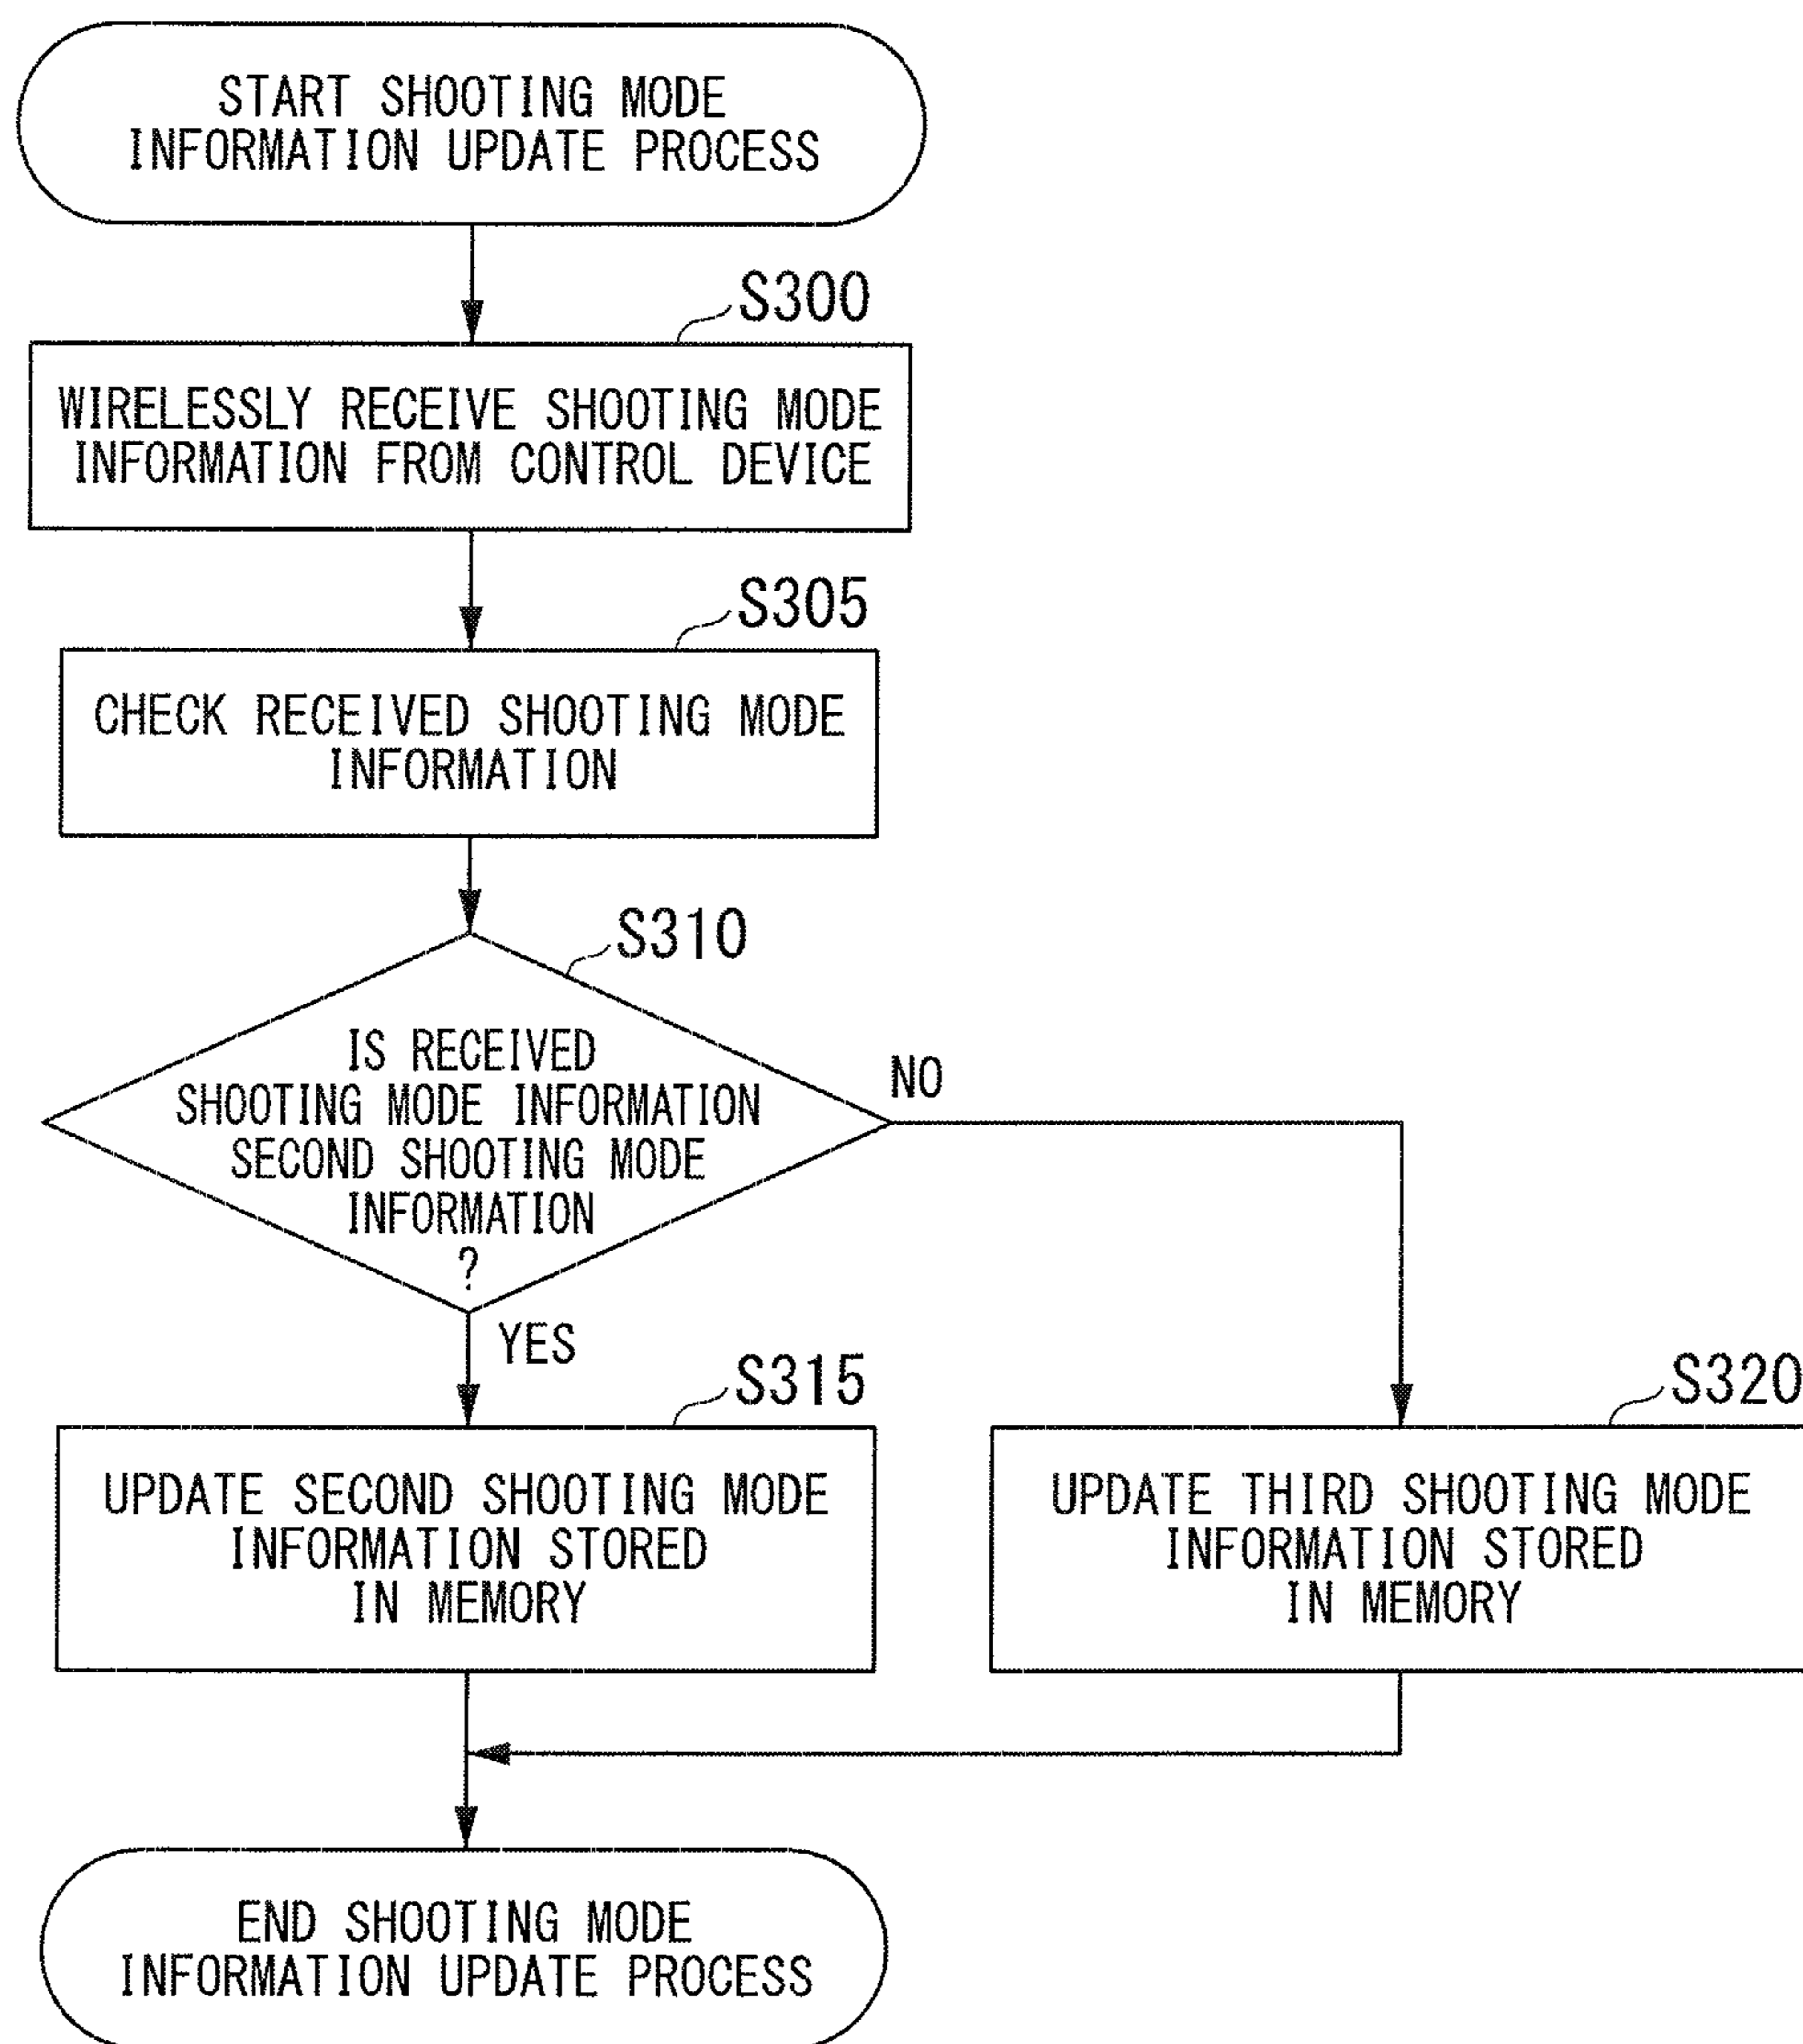 START SHOOTING MODE
INFORMATION UPDATE PROCESS
S300
WIRELESSLY RECEIVE SHOOTING MODE
INFORMATION FROM CONTROL DEVICE
S305
CHECK RECEIVED SHOOTING MODE
INFORMATION
S310
IS RECEIVED
SHOOTING MODE INFORMATION
SECOND SHOOTING MODE
INFORMATION
?
NO
YES
S315
UPDATE SECOND SHOOTING MODE
INFORMATION STORED
IN MEMORY
S320
UPDATE THIRD SHOOTING MODE
INFORMATION STORED
IN MEMORY
END SHOOTING MODE
INFORMATION UPDATE PROCESS